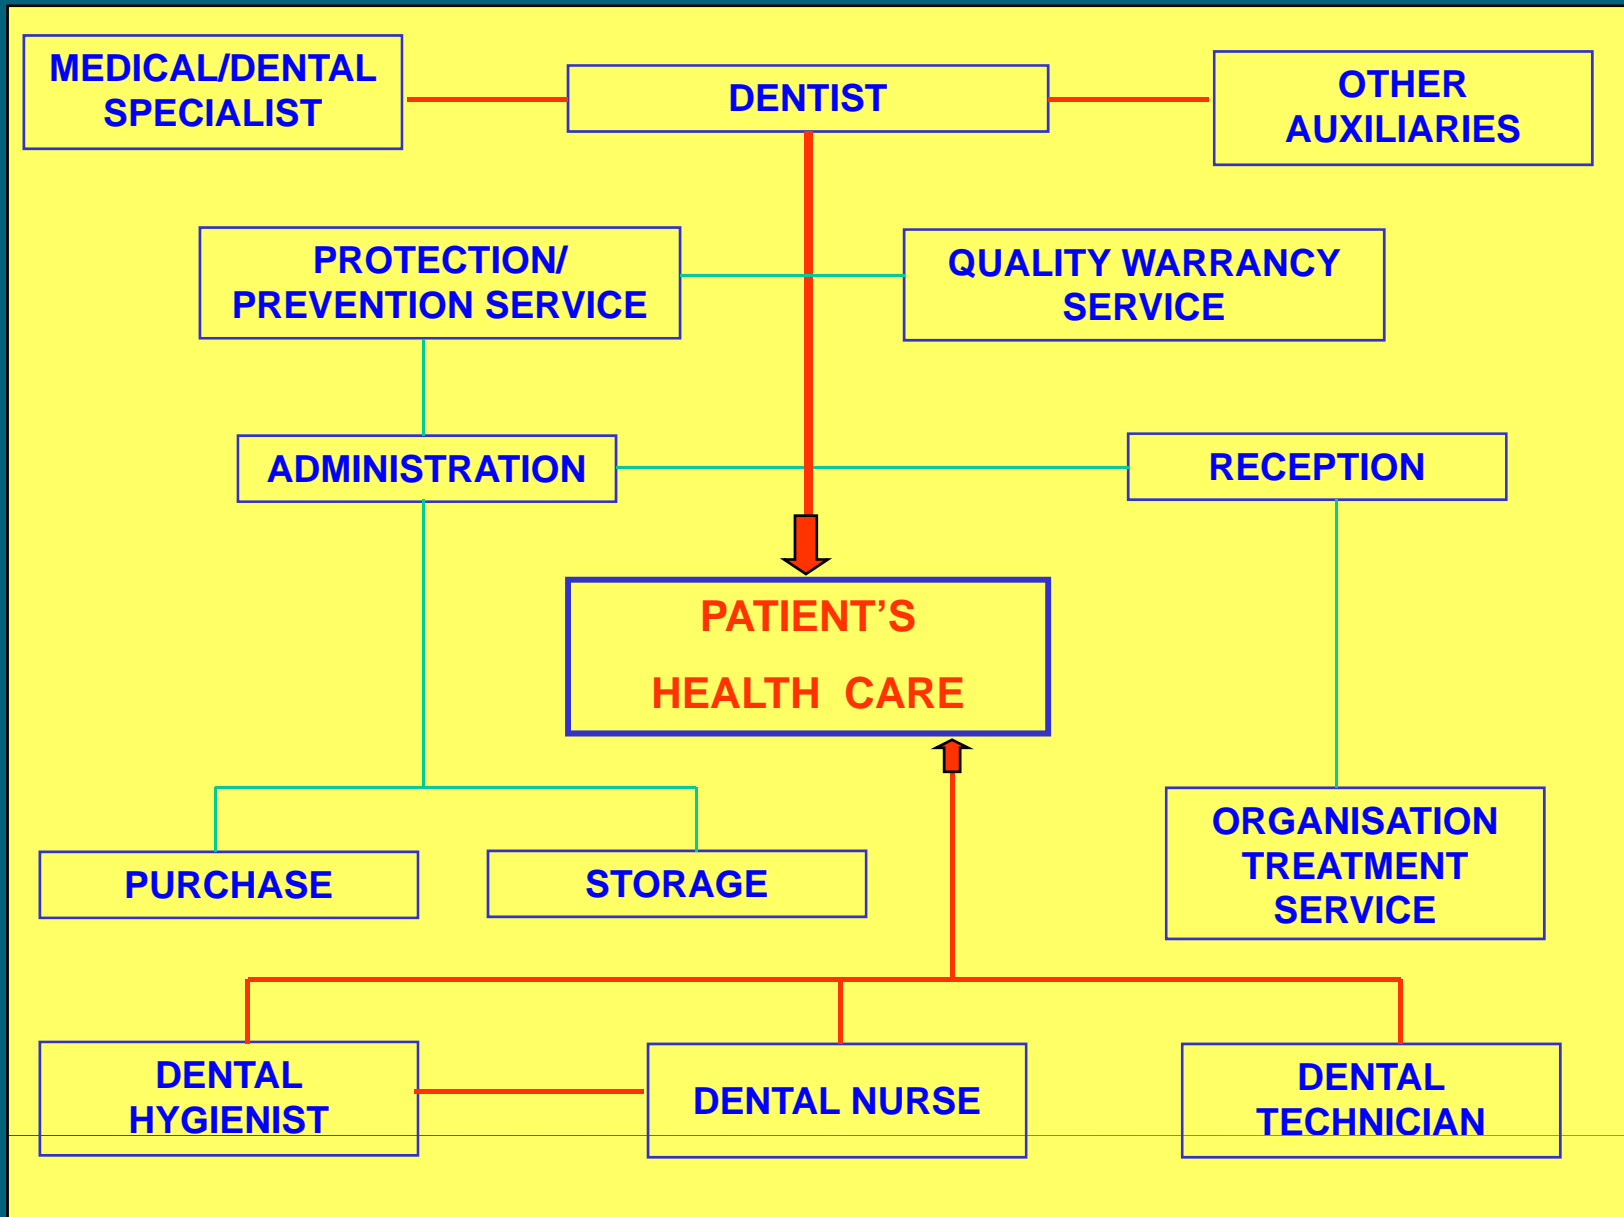 MEDICAL/DENTAL
SPECIALIST
DENTIST
OTHER
AUXILIARIES
PROTECTION/
PREVENTION SERVICE
QUALITY WARRANCY
SERVICE
ADMINISTRATION
RECEPTION
PATIENT’S
HEALTH CARE
PURCHASE
STORAGE
ORGANISATION
TREATMENT
SERVICE
DENTAL
HYGIENIST
DENTAL NURSE
DENTAL
TECHNICIAN